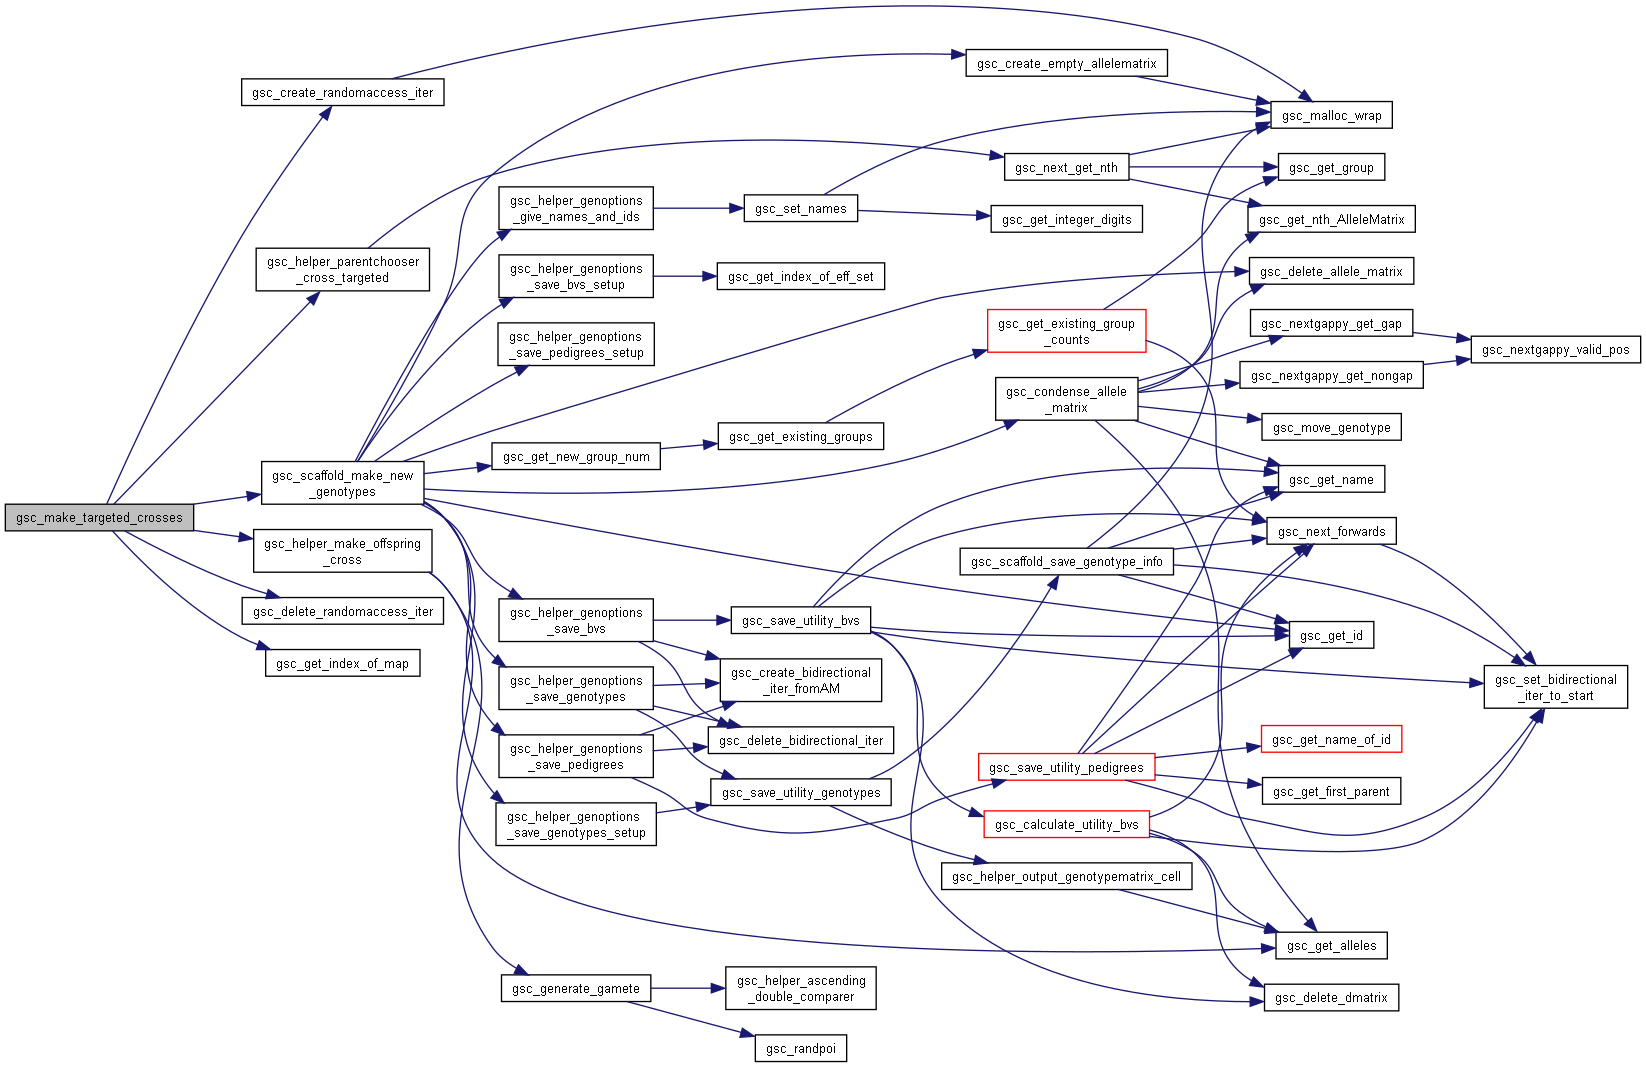 gsc_make_targeted_crosses
gsc_create_randomaccess_iter
gsc_helper_parentchooser
_cross_targeted
gsc_scaffold_make_new
_genotypes
gsc_helper_make_offspring
_cross
gsc_delete_randomaccess_iter
gsc_get_index_of_map
gsc_helper_genoptions
_give_names_and_ids
gsc_helper_genoptions
_save_bvs_setup
gsc_helper_genoptions
_save_pedigrees_setup
gsc_get_new_group_num
gsc_helper_genoptions
_save_bvs
gsc_helper_genoptions
_save_genotypes
gsc_helper_genoptions
_save_pedigrees
gsc_helper_genoptions
_save_genotypes_setup
gsc_generate_gamete
gsc_set_names
gsc_get_index_of_eff_set
gsc_get_existing_groups
gsc_save_utility_bvs
gsc_create_bidirectional
_iter_fromAM
gsc_delete_bidirectional_iter
gsc_save_utility_genotypes
gsc_helper_ascending
_double_comparer
gsc_randpoi
gsc_create_empty_allelematrix
gsc_next_get_nth
gsc_get_integer_digits
gsc_get_existing_group
_counts
gsc_condense_allele
_matrix
gsc_scaffold_save_genotype_info
gsc_save_utility_pedigrees
gsc_calculate_utility_bvs
gsc_helper_output_genotypematrix_cell
gsc_malloc_wrap
gsc_get_group
gsc_get_nth_AlleleMatrix
gsc_delete_allele_matrix
gsc_nextgappy_get_gap
gsc_nextgappy_get_nongap
gsc_move_genotype
gsc_get_name
gsc_next_forwards
gsc_get_id
gsc_get_name_of_id
gsc_get_first_parent
gsc_get_alleles
gsc_delete_dmatrix
gsc_nextgappy_valid_pos
gsc_set_bidirectional
_iter_to_start